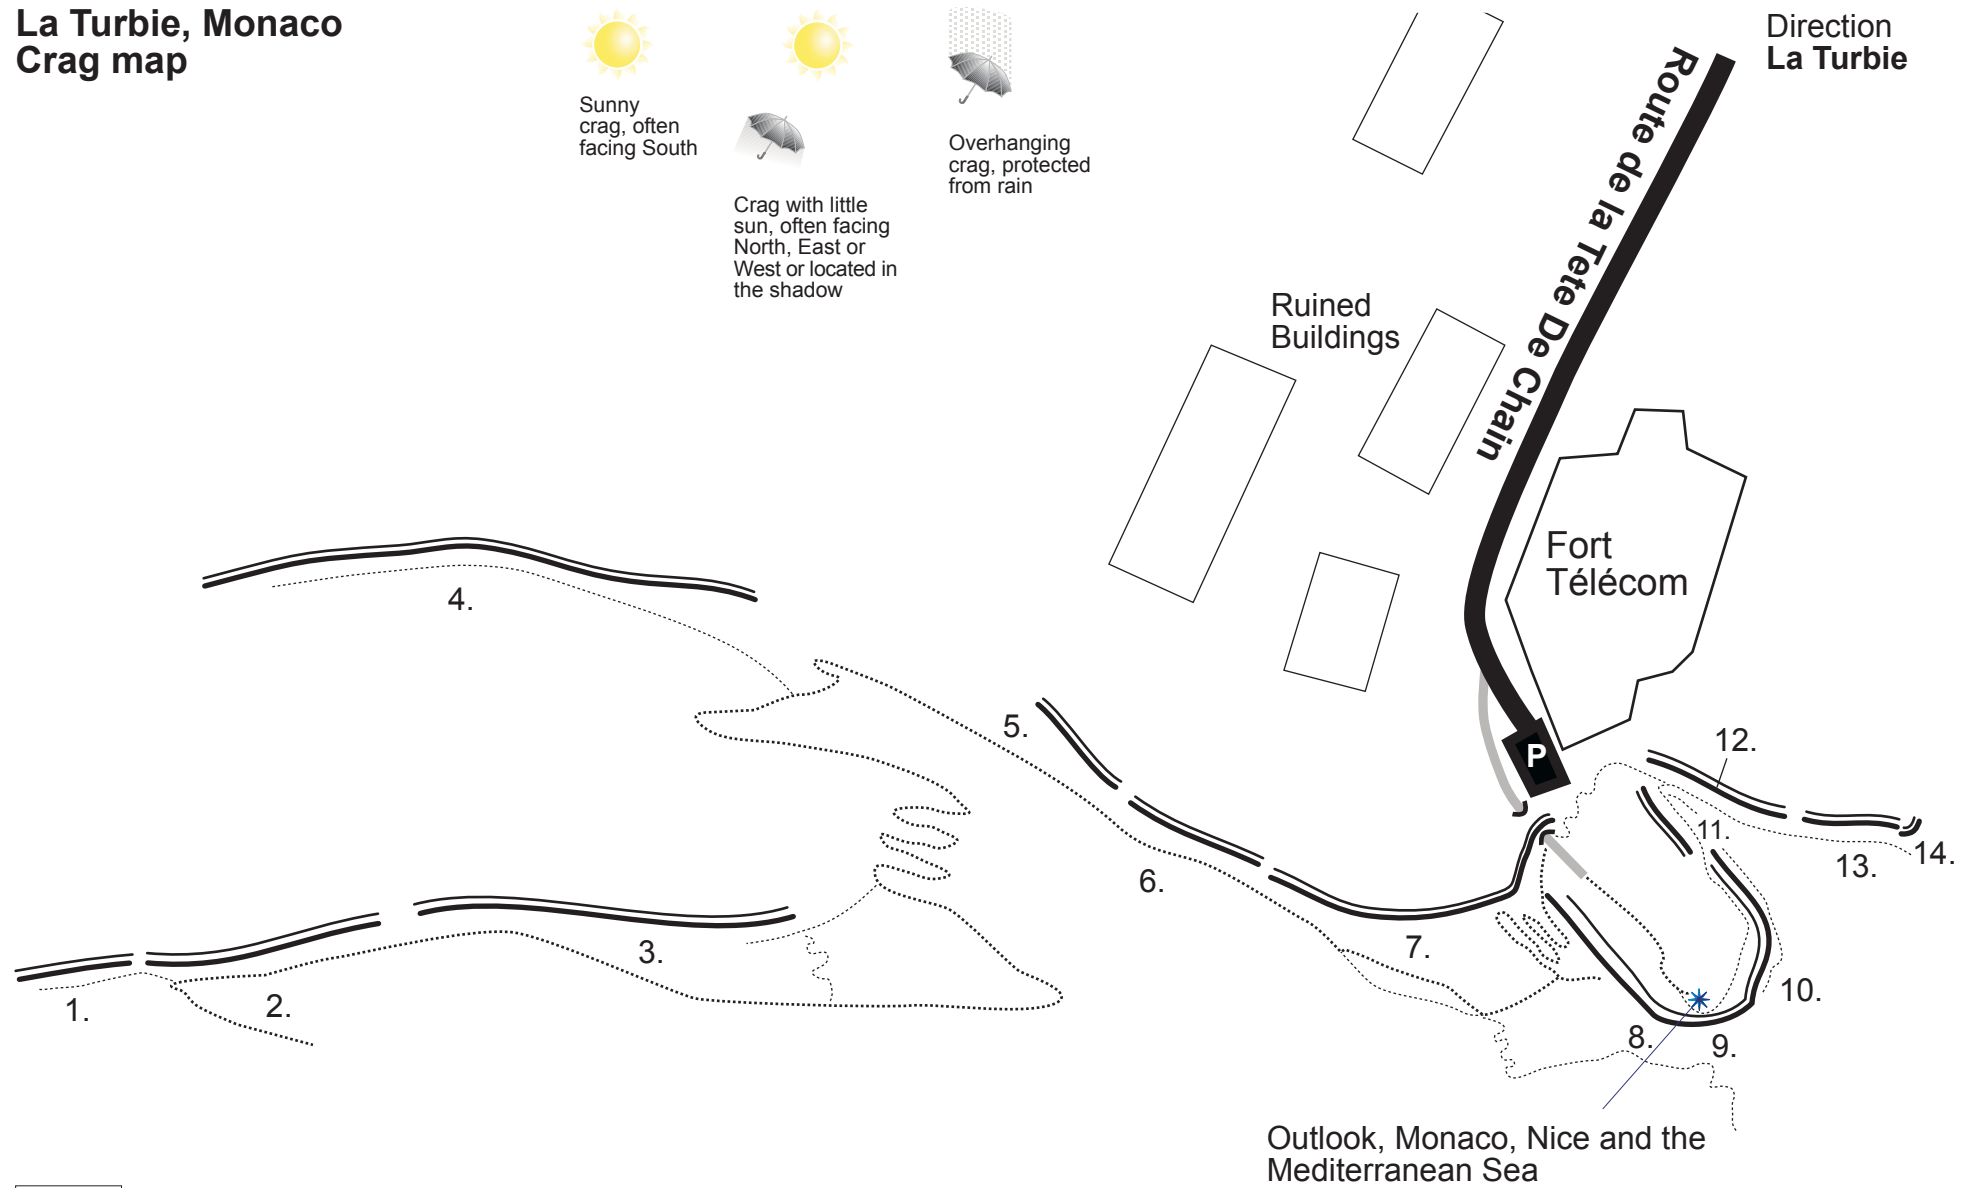 La Turbie, Monaco
Crag map
Sunny
crag, often
facing South
Crag with little
sun, often facing
North, East or
West or located in
the shadow
Overhanging
crag, protected
from rain
Direction
La Turbie
Route de la Tete De Chain
Ruined
Buildings
Fort
Télécom
4.
5.
P
12.
11.
6.
13.
14.
3.
7.
1.
2.
10.
8.
9.
Outlook, Monaco, Nice and the
Mediterranean Sea